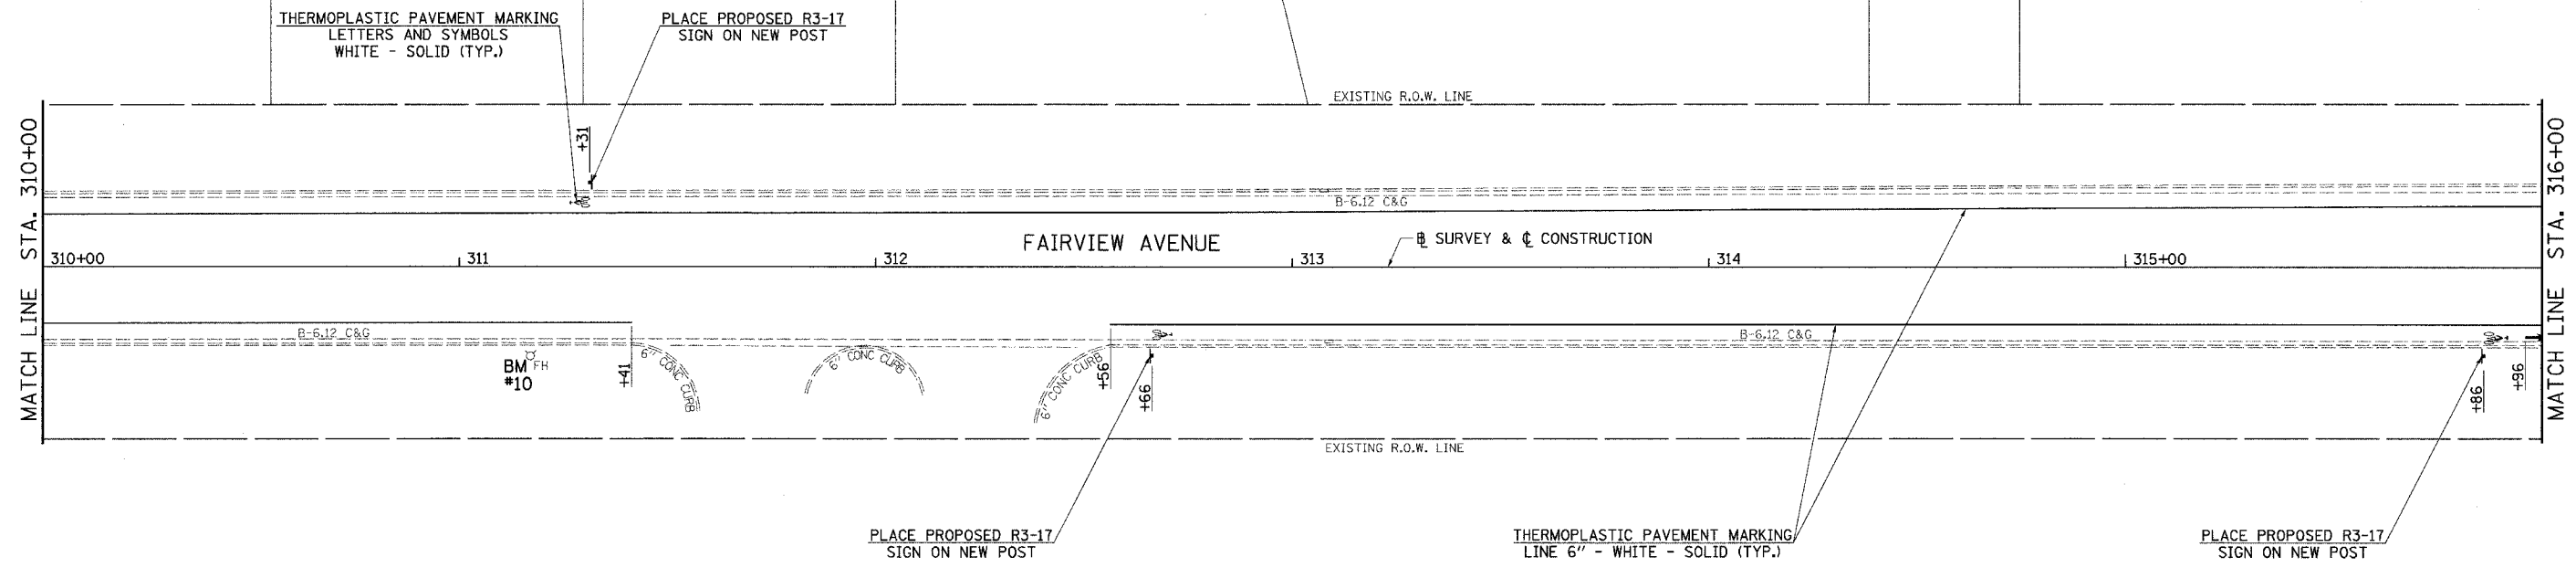 THERMOPLASTIC PAVEMENT MARKING
LETTERS AND SYMBOLS
WHITE - SOLID (TYP.)
PLACE PROPOSED R3-17
SIGN ON NEW POST
EXISTING R.O.W. LINE
MATCH LINE STA. 310+00
+31
B-6.12 C&G
FAIRVIEW AVENUE
B SURVEY & C CONSTRUCTION
310+00
311
312
313
314
315+00
MATCH LINE STA. 316+00
B-6.12 C&G
BM
#10
FH
+41
6" CONC CURB
6" CONC CURB
6" CONC CURB
+56
+66
B-6.12 C&G
+86
+96
EXISTING R.O.W. LINE
PLACE PROPOSED R3-17
SIGN ON NEW POST
THERMOPLASTIC PAVEMENT MARKING
LINE 6" - WHITE - SOLID (TYP.)
PLACE PROPOSED R3-17
SIGN ON NEW POST